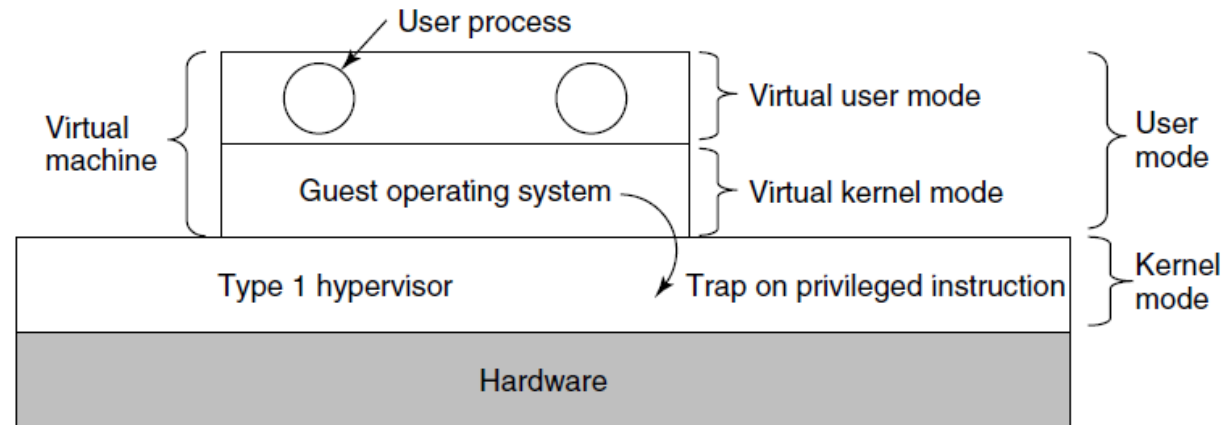 User process
Virtual
machine
Virtual user mode
User
mode
Guest operating system
Virtual kernel mode
Type 1 hypervisor
Trap on privileged instruction
Kernel
mode
Hardware